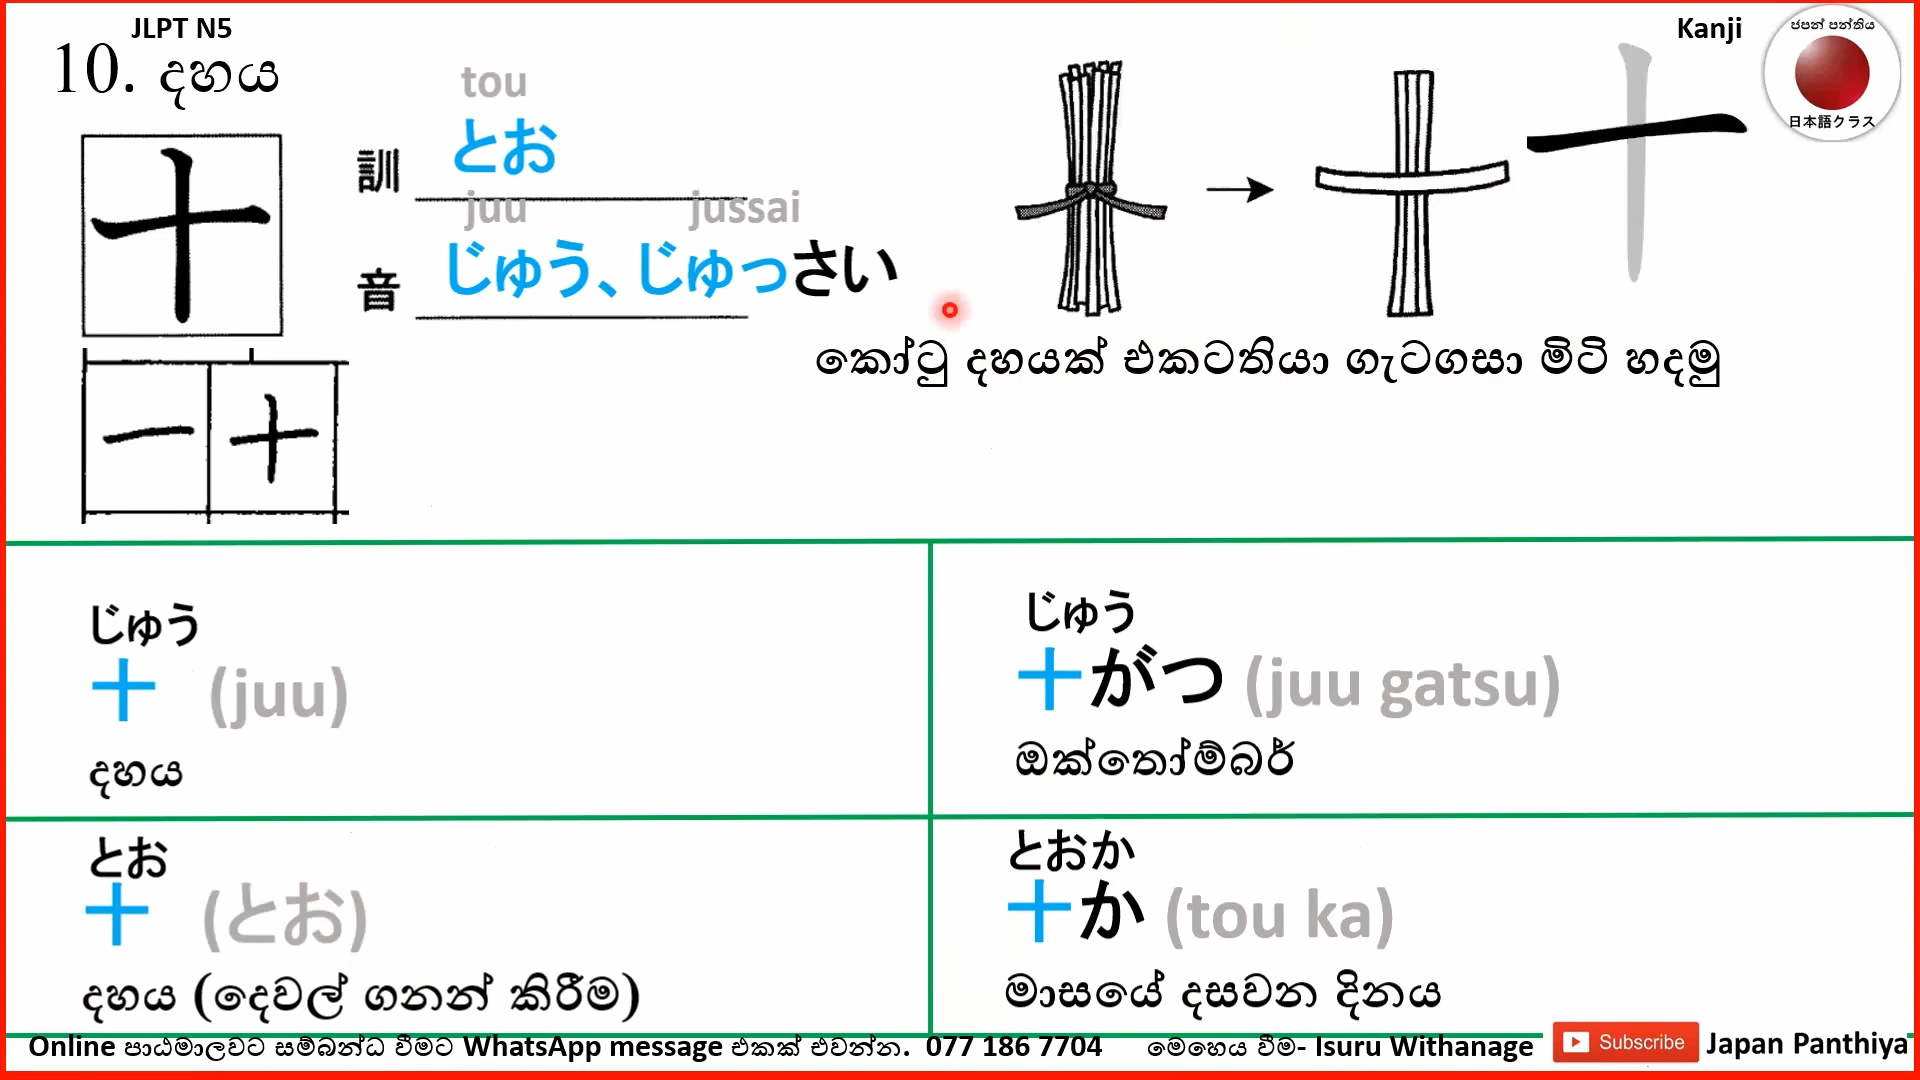 JLPT N5
Kanji
ජපන් පන්තිය
日本語クラス
10. දහය
十
tou
訓 とお
juu jussai
音 じゅう、じゅっさい
කෝටු දහයක් එකටතියා ගැටගසා මිටි හදමු
一 十
じゅう
十 (juu)
දහය
じゅう
十がつ (juu gatsu)
ඔක්තෝම්බර්
とお
十 (とお)
දහය (දෙවල් ගනන් කිරීම)
とおか
十か (tou ka)
මාසයේ දසවන දිනය
Online පාඨමාලවට සම්බන්ධ වීමට WhatsApp message එකක් එවන්න. 077 186 7704 මෙහෙය වීම- Isuru Withanage Subscribe Japan Panthiya